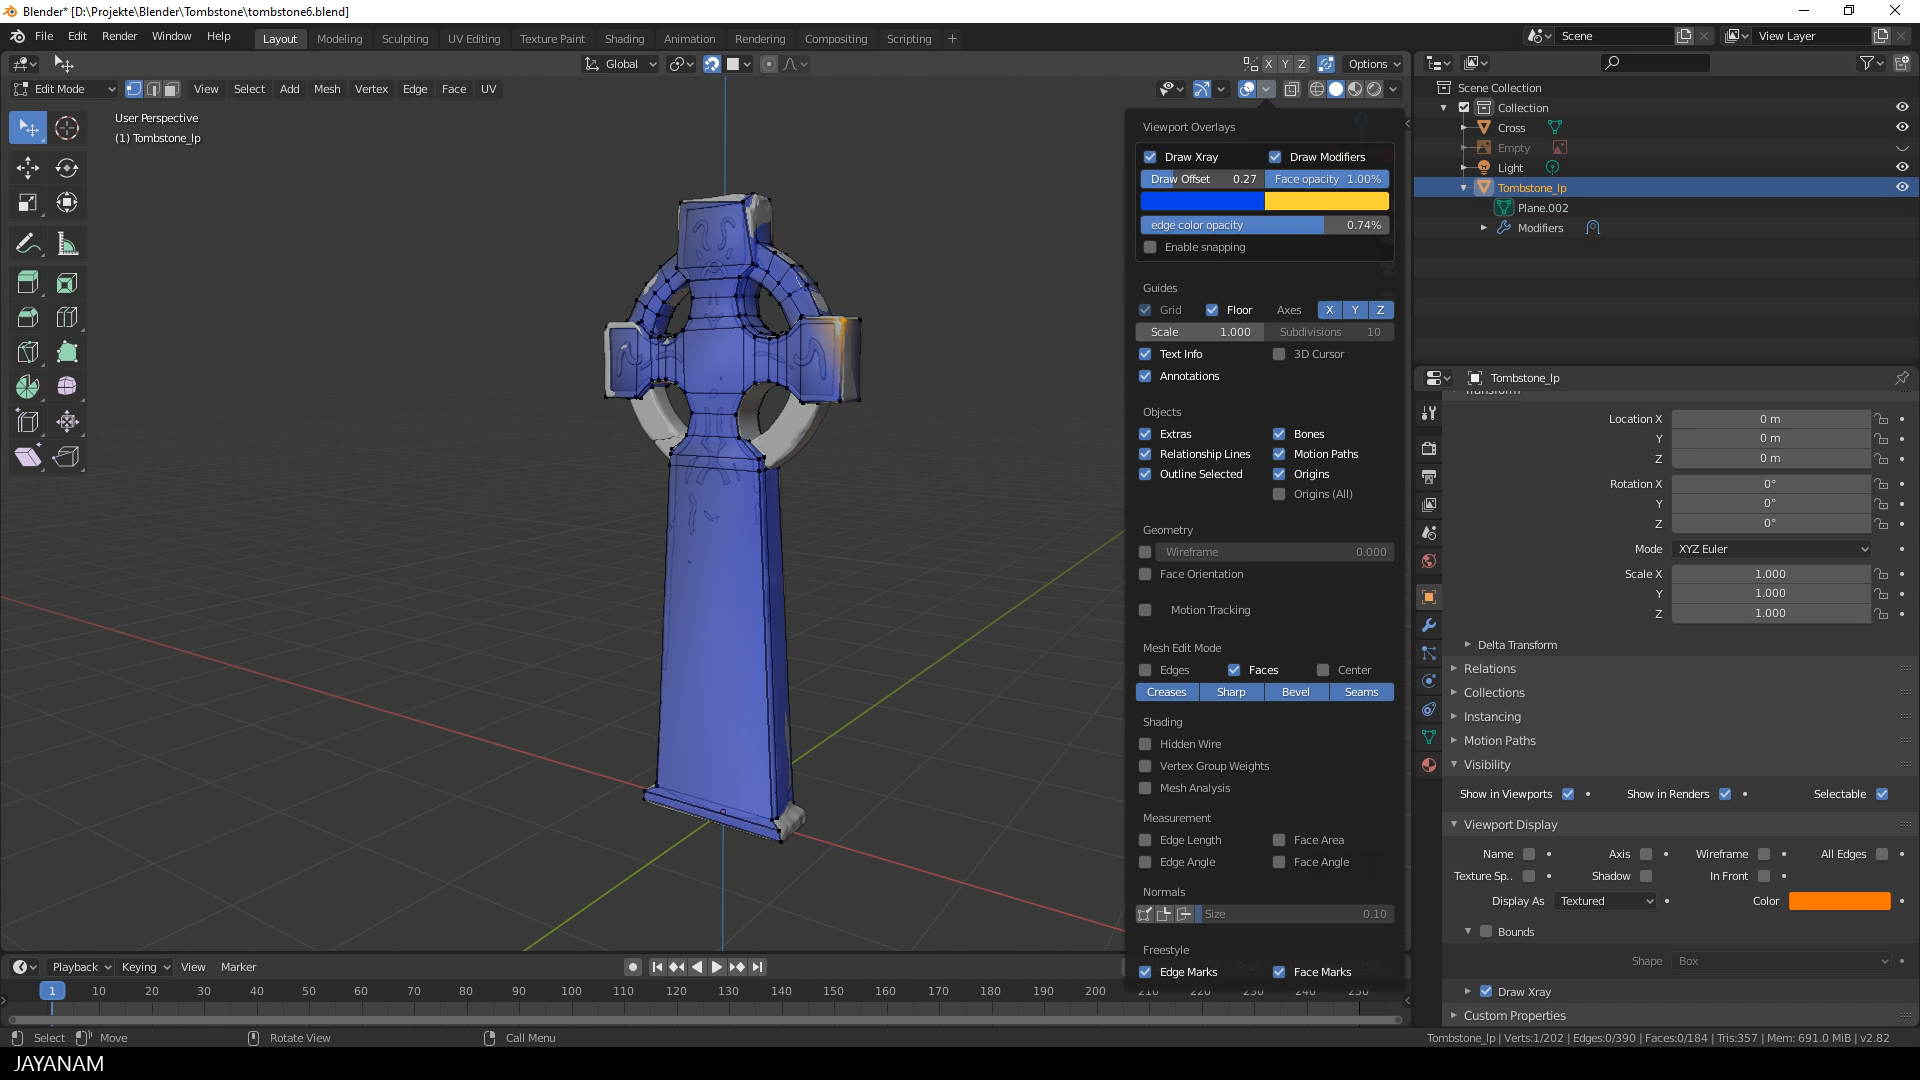 Blender* [D:\Projekte\Blender\Tombstone\tombstone6.blend]
File Edit Render Window Help Layout Modeling Sculpting UV Editing Texture Paint Shading Animation Rendering Compositing Scripting + Scene View Layer
Global X Y Z Options
Edit Mode View Select Add Mesh Vertex Edge Face UV
User Perspective
(1) Tombstone_lp
Viewport Overlays
Draw Xray Draw Modifiers
Draw Offset 0.27 Face opacity 1.00%
edge color opacity 0.74%
Enable snapping
Guides
Grid Floor Axes X Y Z
Scale 1.000 Subdivisions 10
Text Info 3D Cursor
Annotations
Objects
Extras Bones
Relationship Lines Motion Paths
Outline Selected Origins
Origins (All)
Geometry
Wireframe 0.000
Face Orientation
Motion Tracking
Mesh Edit Mode
Edges Faces Center
Creases Sharp Bevel Seams
Shading
Hidden Wire
Vertex Group Weights
Mesh Analysis
Measurement
Edge Length Face Area
Edge Angle Face Angle
Normals
Size 0.10
Freestyle
Edge Marks Face Marks
Scene Collection
Collection
Cross
Empty
Light
Tombstone_lp
Plane.002
Modifiers
Tombstone_lp
Transform
Location X 0 m
Y 0 m
Z 0 m
Rotation X 0°
Y 0°
Z 0°
Mode XYZ Euler
Scale X 1.000
Y 1.000
Z 1.000
Delta Transform
Relations
Collections
Instancing
Motion Paths
Visibility
Show in Viewports Show in Renders Selectable
Viewport Display
Name Axis Wireframe All Edges
Texture Sp.. Shadow In Front
Display As Textured Color
Bounds
Shape Box
Draw Xray
Custom Properties
Playback Keying View Marker
1 10 20 30 40 50 60 70 80 90 100 110 120 130 140 150 160 170 180 190 200 210 220 230 240 250
Select Move Rotate View Call Menu
Tombstone_lp | Verts:1/202 | Edges:0/390 | Faces:0/184 | Tris:357 | Mem: 691.0 MiB | v2.82
JAYANAM